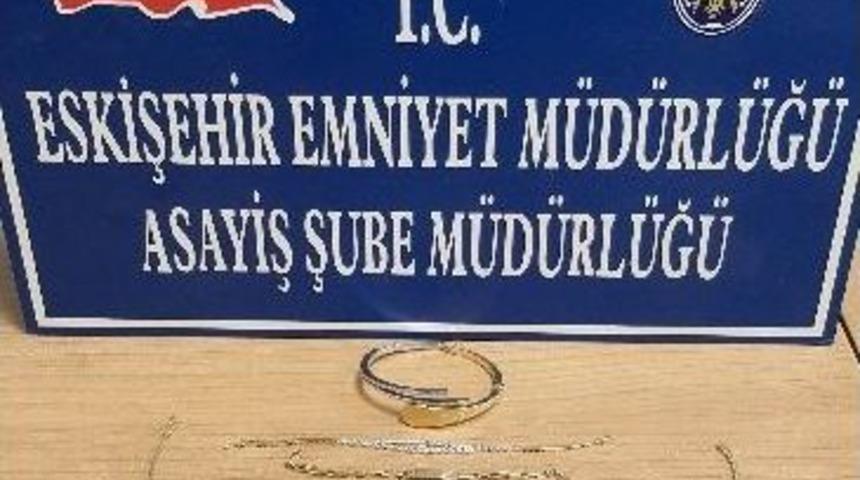 T.C.
ESKİŞEHİR EMNİYET MÜDÜRLÜĞÜ
ASAYİŞ ŞUBE MÜDÜRLÜĞÜ